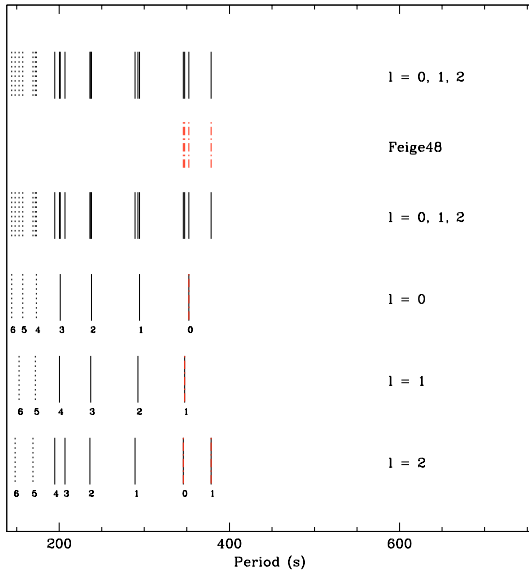 l = 0, 1, 2
Feige48
l = 0, 1, 2
l = 0
6 5 4 3 2 1 0
l = 1
6 5 4 3 2 1
l = 2
6 5 4 3 2 1 0 1
200 400 600
Period (s)